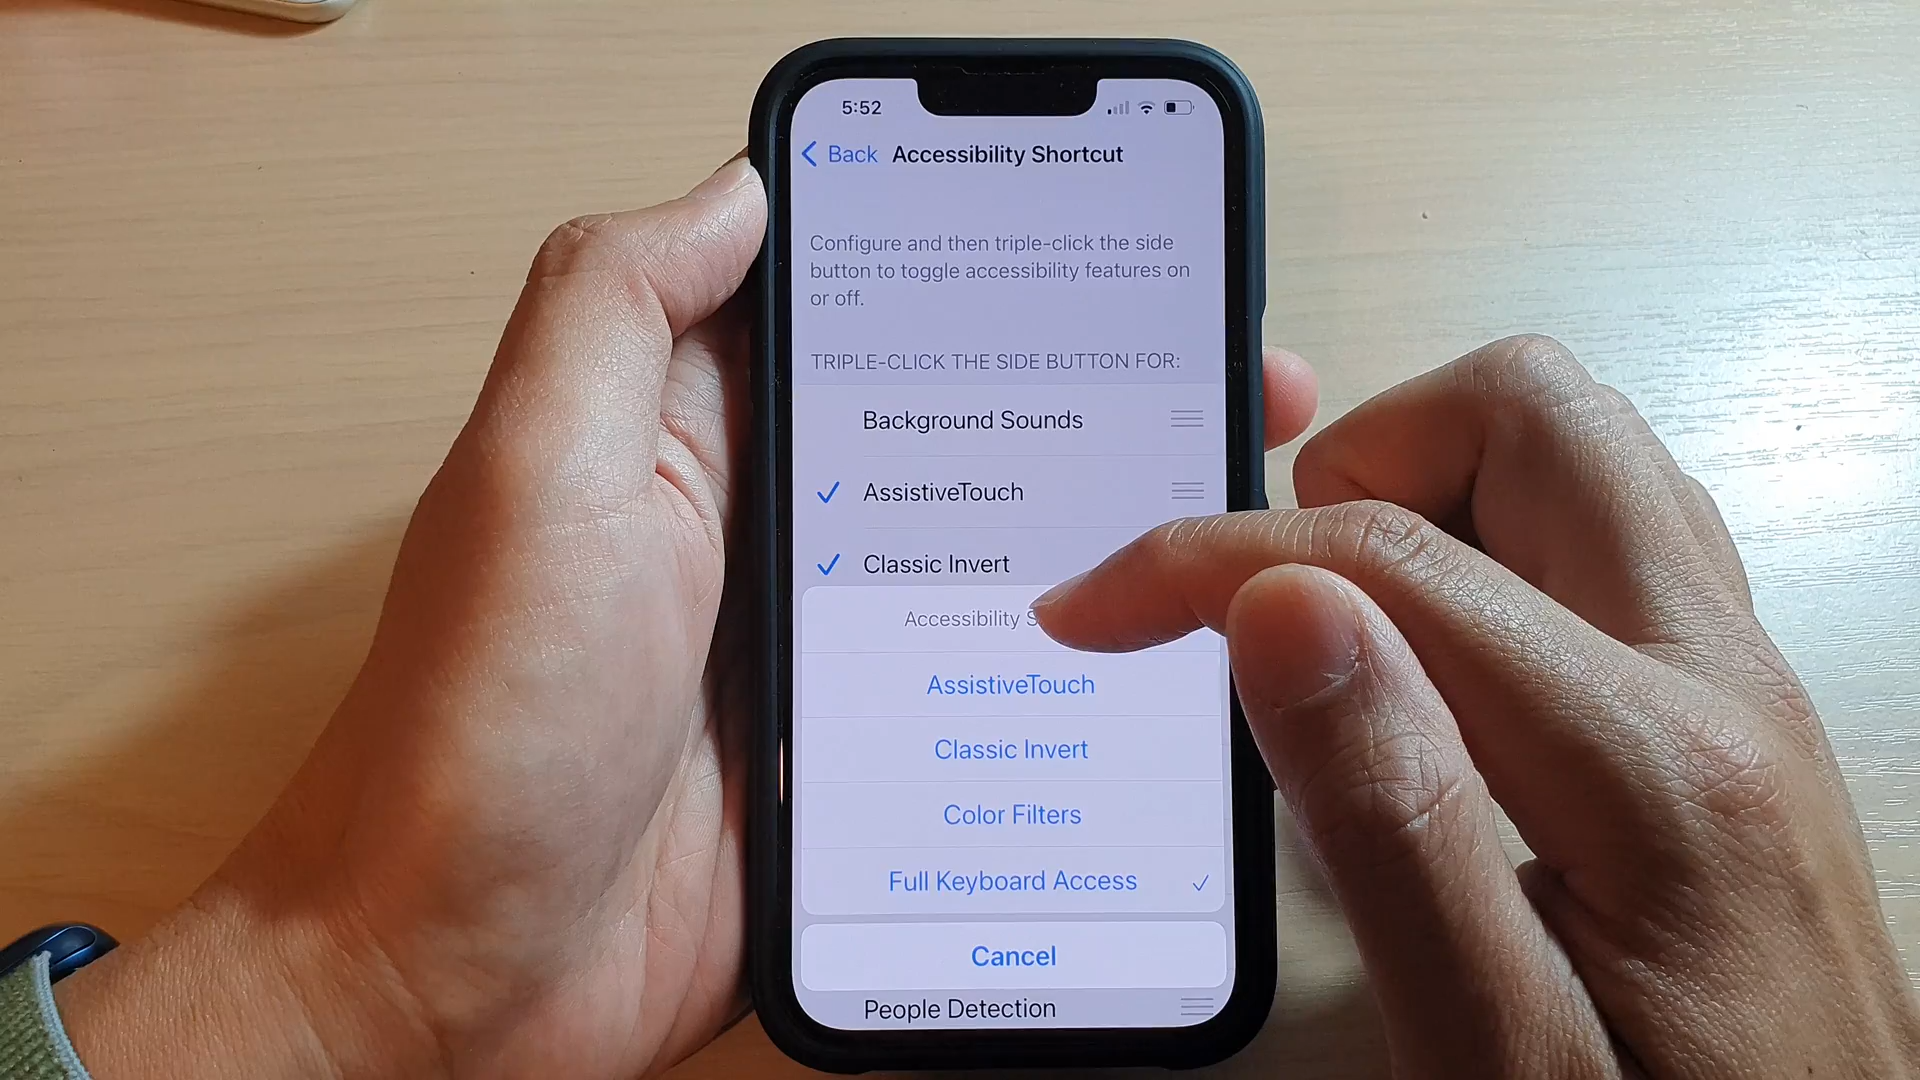 5:52
Back Accessibility Shortcut
Configure and then triple-click the side
button to toggle accessibility features on
or off.
TRIPLE-CLICK THE SIDE BUTTON FOR:
Background Sounds
AssistiveTouch
Classic Invert
Accessibility
AssistiveTouch
Classic Invert
Color Filters
Full Keyboard Access
Cancel
People Detection